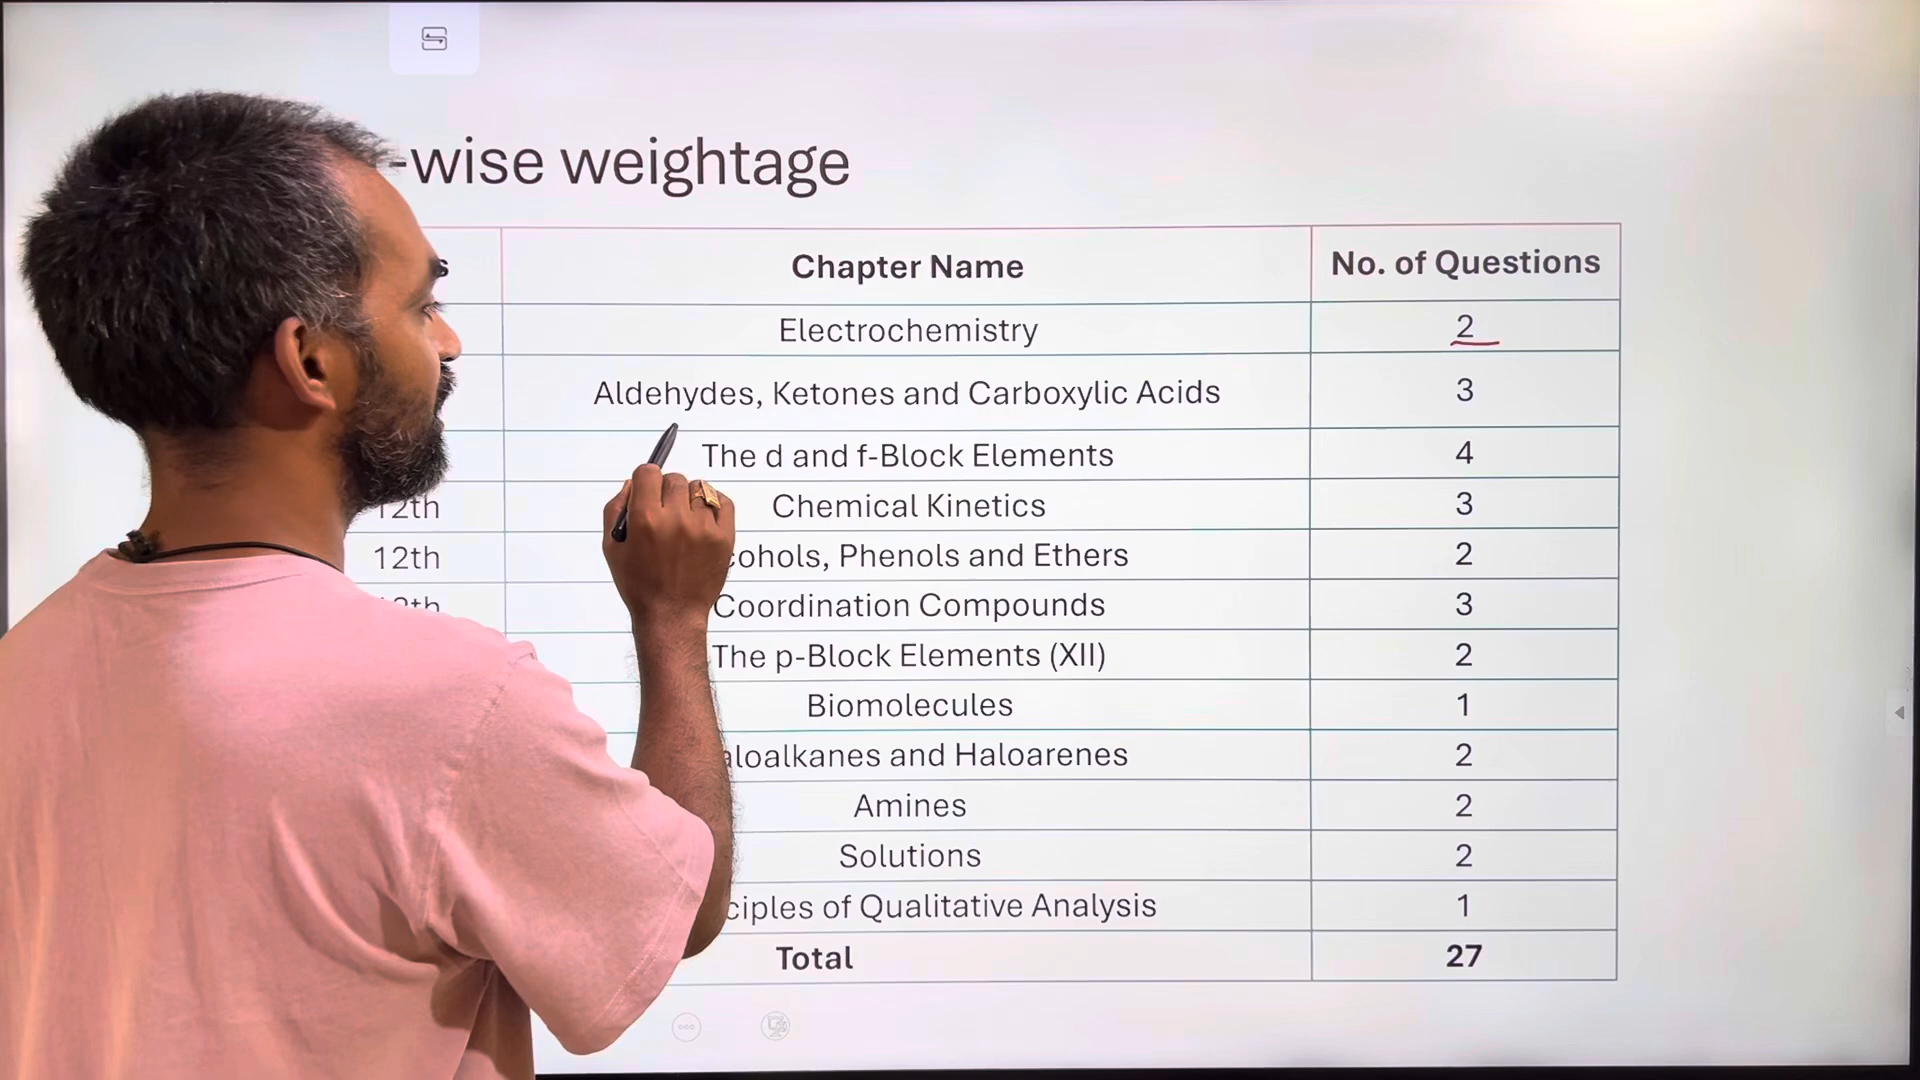 -wise weightage
Chapter Name No. of Questions
Electrochemistry 2
Aldehydes, Ketones and Carboxylic Acids 3
The d and f-Block Elements 4
12th Chemical Kinetics 3
12th cohols, Phenols and Ethers 2
Coordination Compounds 3
The p-Block Elements (XII) 2
Biomolecules 1
aloalkanes and Haloarenes 2
Amines 2
Solutions 2
ciples of Qualitative Analysis 1
Total 27